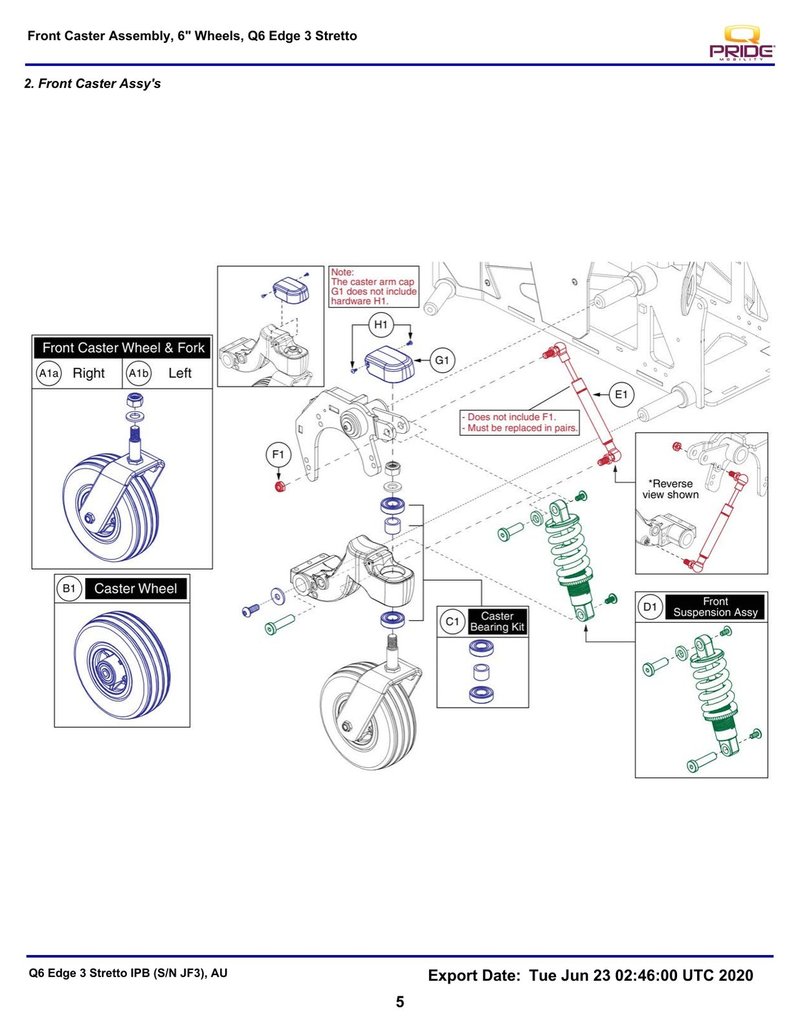 Front Caster Assembly, 6" Wheels, Q6 Edge 3 Stretto
Q
PRIDE
MOBILITY
2. Front Caster Assy's
Note:
The caster arm cap
G1 does not include
hardware H1.
H1
G1
Front Caster Wheel & Fork
A1a Right A1b Left
E1
- Does not include F1.
- Must be replaced in pairs.
F1
*Reverse
view shown
B1 Caster Wheel
C1 Caster
Bearing Kit
D1 Front
Suspension Assy
Q6 Edge 3 Stretto IPB (S/N JF3), AU
Export Date: Tue Jun 23 02:46:00 UTC 2020
5